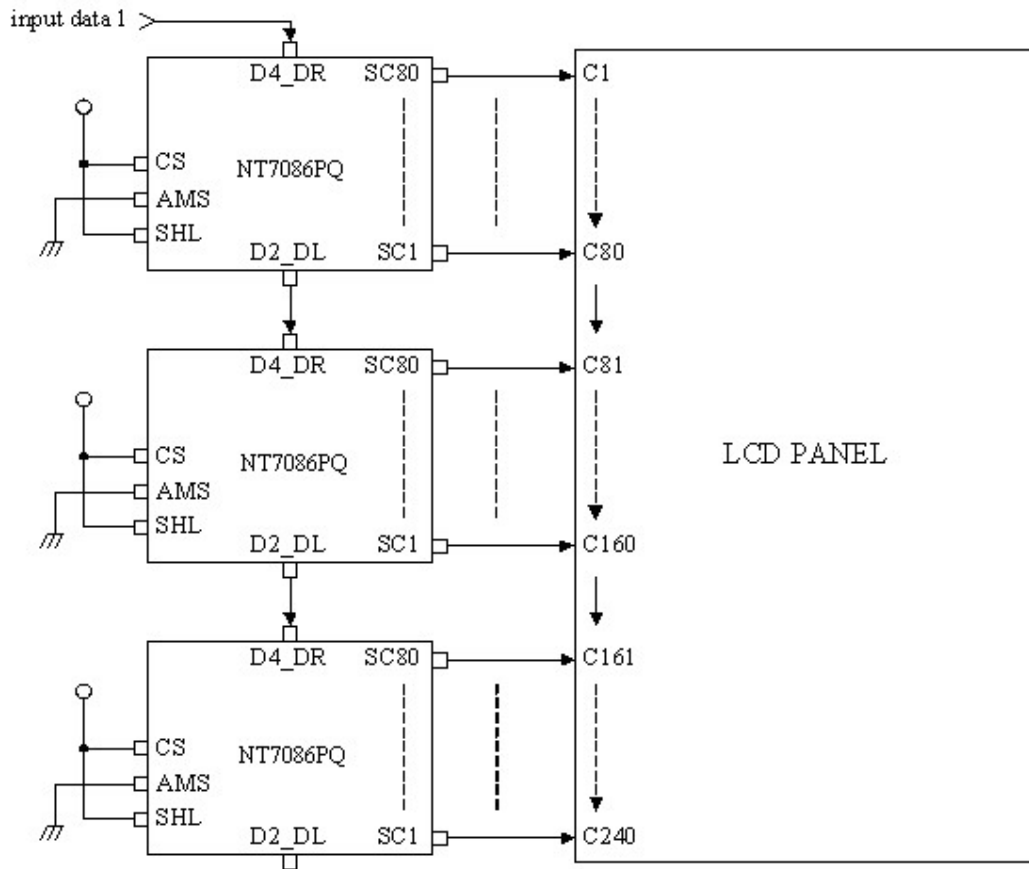 input data 1
D4_DR SC80 C1
CS
NT7086PQ
AMS
SHL
D2_DL SC1 C80
D4_DR SC80 C81
CS
NT7086PQ
LCD PANEL
AMS
SHL
D2_DL SC1 C160
D4_DR SC80 C161
CS
NT7086PQ
AMS
SHL
D2_DL SC1 C240